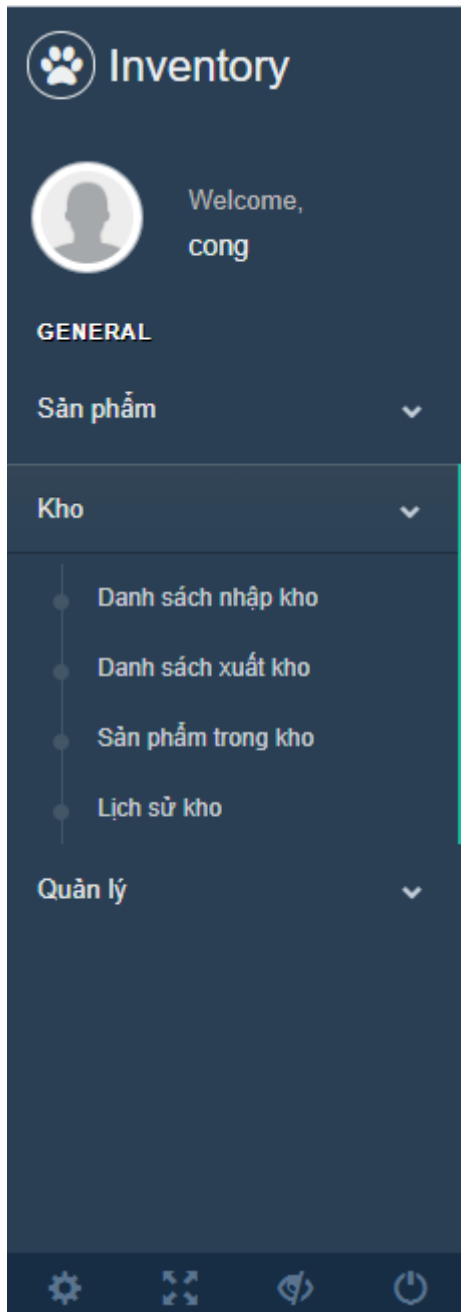 Inventory
Welcome,
cong
GENERAL
Sản phẩm
Kho
Danh sách nhập kho
Danh sách xuất kho
Sản phẩm trong kho
Lịch sử kho
Quản lý